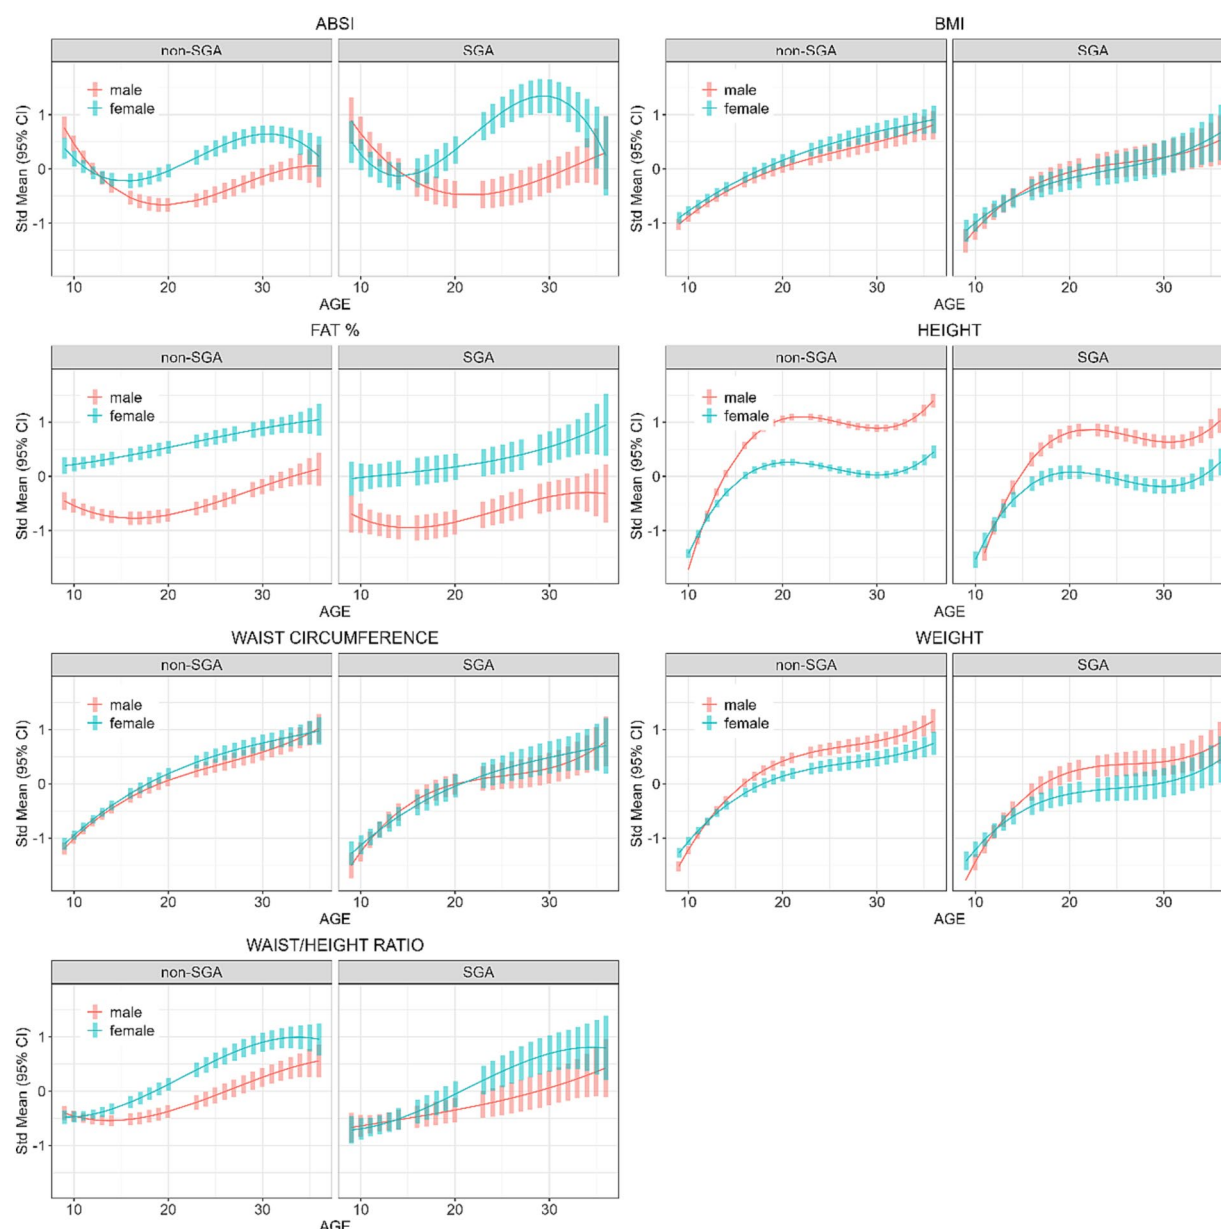 ABSI
non-SGA SGA
male
female
1
0
-1
Std Mean (95% CI)
10 20 30 10 20 30
AGE
BMI
non-SGA SGA
male
female
1
0
-1
Std Mean (95% CI)
10 20 30 10 20 30
AGE
FAT %
non-SGA SGA
male
female
1
0
-1
Std Mean (95% CI)
10 20 30 10 20 30
AGE
HEIGHT
non-SGA SGA
male
female
1
0
-1
Std Mean (95% CI)
10 20 30 10 20 30
AGE
WAIST CIRCUMFERENCE
non-SGA SGA
male
female
1
0
-1
Std Mean (95% CI)
10 20 30 10 20 30
AGE
WEIGHT
non-SGA SGA
male
female
1
0
-1
Std Mean (95% CI)
10 20 30 10 20 30
AGE
WAIST/HEIGHT RATIO
non-SGA SGA
male
female
1
0
-1
Std Mean (95% CI)
10 20 30 10 20 30
AGE